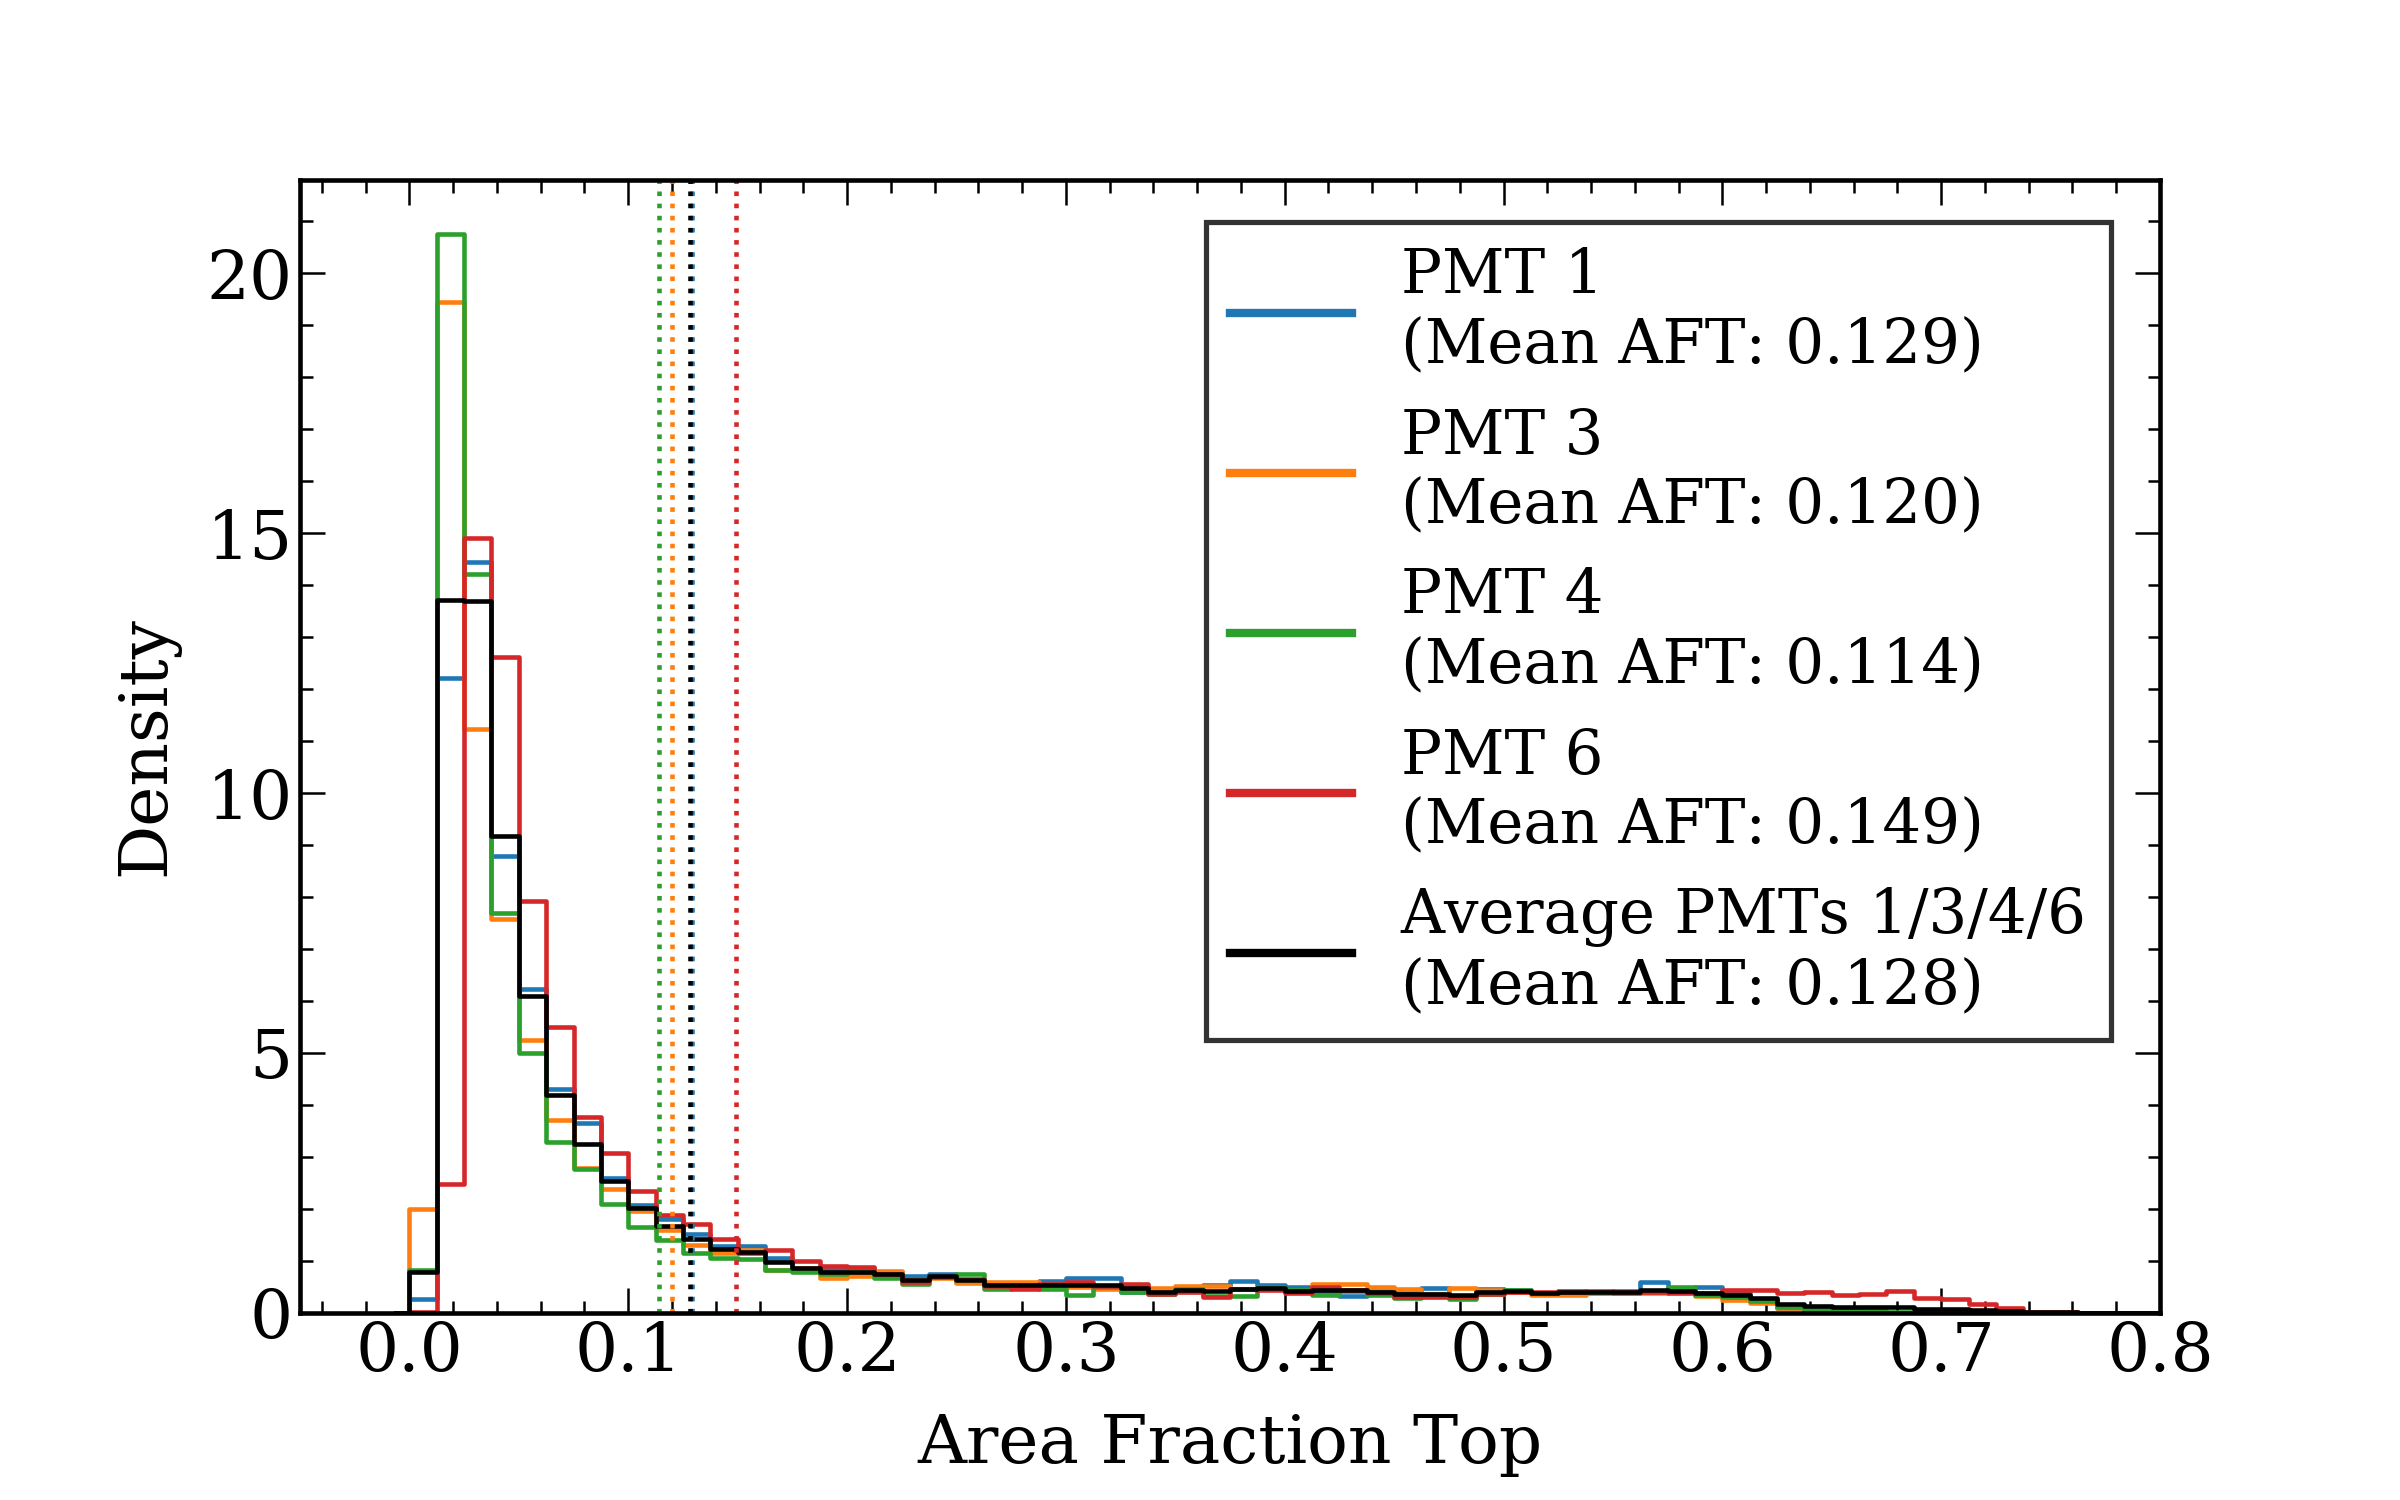 20
15
10
5
0
Density
0.0 0.1 0.2 0.3 0.4 0.5 0.6 0.7 0.8
Area Fraction Top
PMT 1
(Mean AFT: 0.129)
PMT 3
(Mean AFT: 0.120)
PMT 4
(Mean AFT: 0.114)
PMT 6
(Mean AFT: 0.149)
Average PMTs 1/3/4/6
(Mean AFT: 0.128)